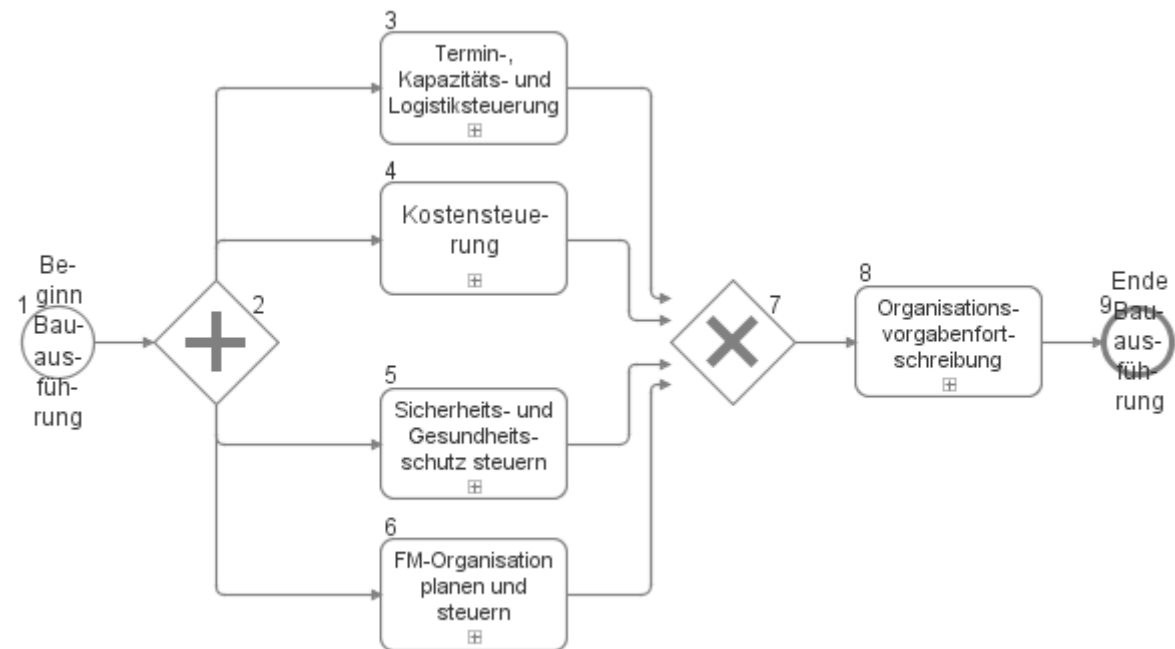 3
Termin-,
Kapazitäts- und
Logistiksteuerung
4
Kostensteue-
rung
1
Be-
ginn
Bau-
aus-
füh-
rung
2
5
Sicherheits- und
Gesundheits-
schutz steuern
6
FM-Organisation
planen und
steuern
7
8
Organisations-
vorgabenfort-
schreibung
9
Ende
Bau-
aus-
füh-
rung